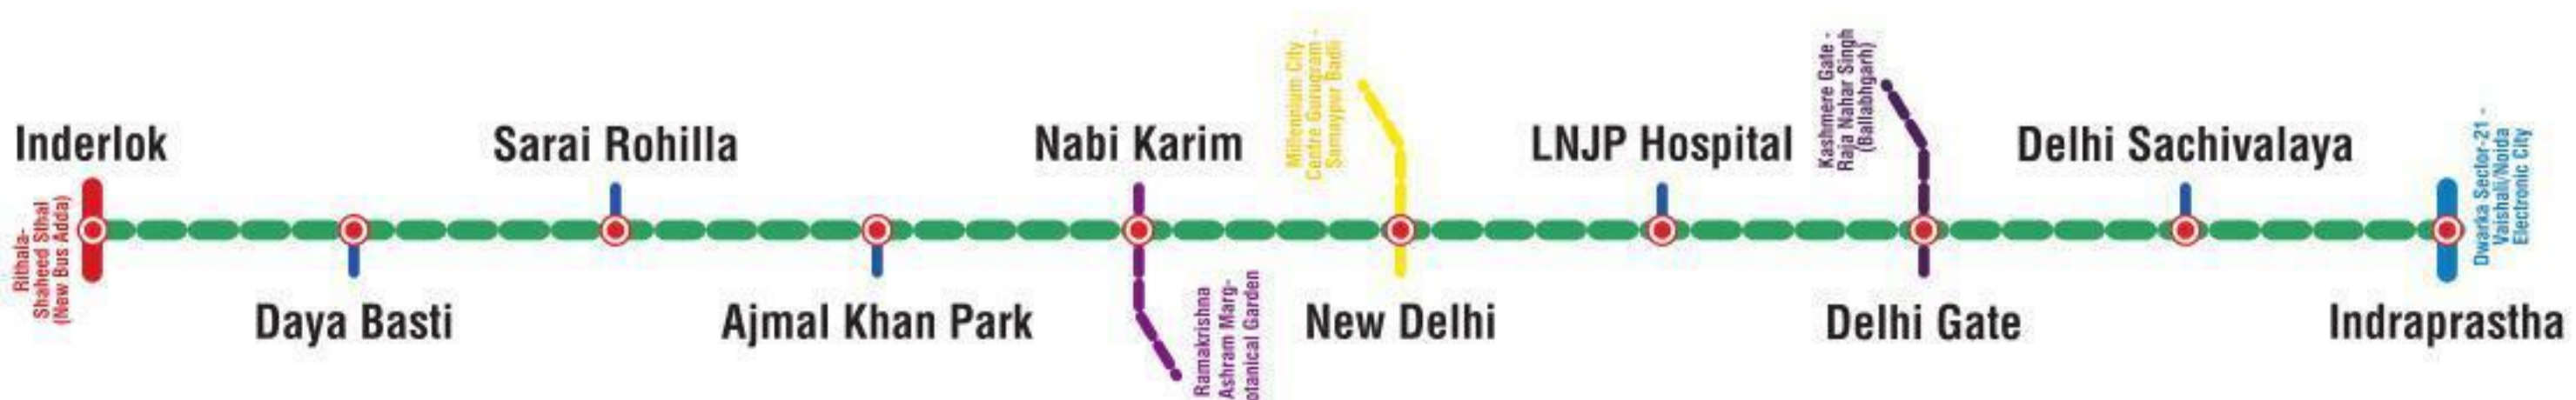 Inderlok
Rithala-
Shaheed Sthal
(New Bus Adda)
Daya Basti
Sarai Rohilla
Ajmal Khan Park
Nabi Karim
Ramakrishna
Ashram Marg-
otanical Garden
Millennium City
Centre Gurugram -
Samaypur Badli
New Delhi
LNJP Hospital
Kashmere Gate -
Raja Nahar Singh
(Ballabhgarh)
Delhi Gate
Delhi Sachivalaya
Dwarka Sector-21 -
Vaishali/Noida
Electronic City
Indraprastha